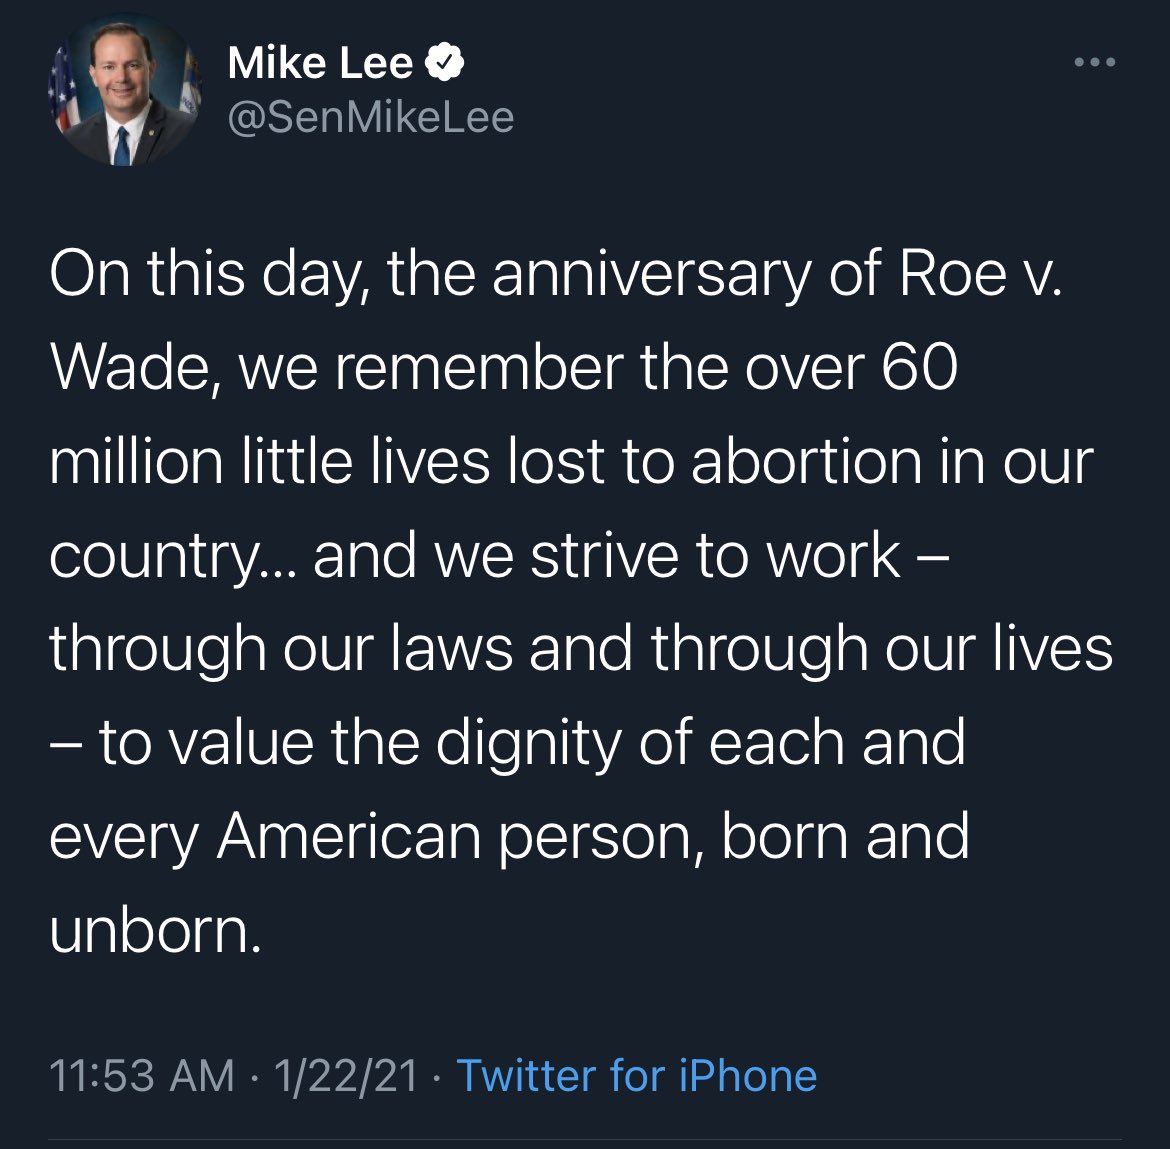 Mike Lee
@SenMikeLee
On this day, the anniversary of Roe v.
Wade, we remember the over 60
million little lives lost to abortion in our
country... and we strive to work –
through our laws and through our lives
– to value the dignity of each and
every American person, born and
unborn.
11:53 AM · 1/22/21 · Twitter for iPhone